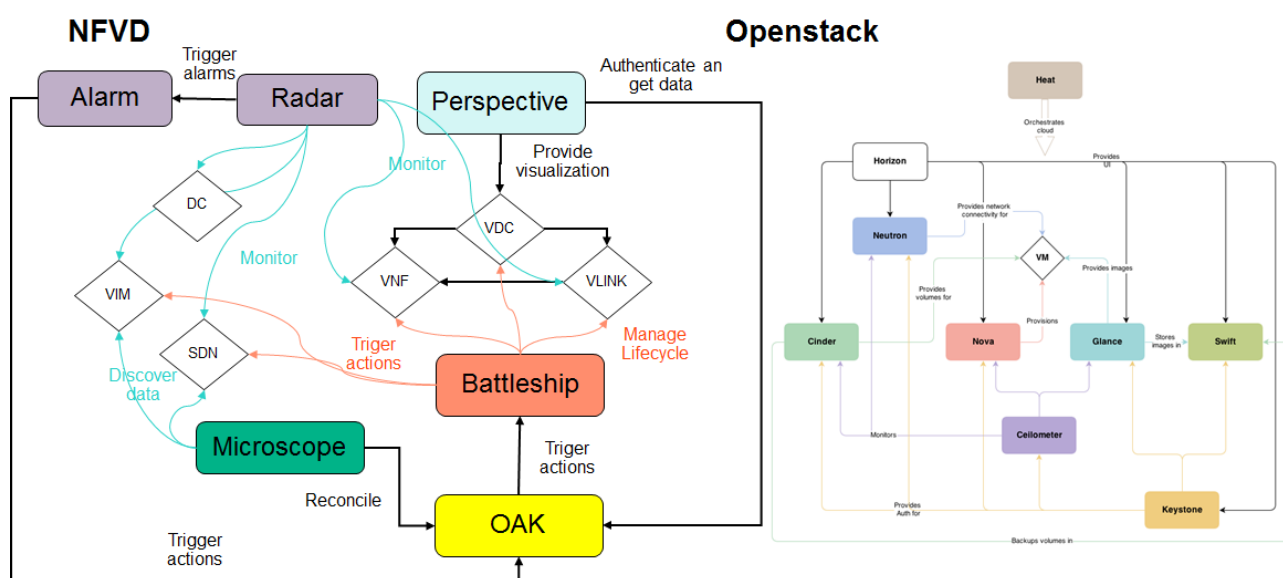 NFVD
Openstack
Trigger
alarms
Authenticate an
get data
Alarm
Radar
Perspective
Heat
Orchestrates
cloud
Monitor
Provide
visualization
Horizon
Provides
UI
DC
VDC
Provides network
connectivity for
Neutron
Monitor
VIM
VNF
VLINK
VM
Provides images
Provides
volumes for
SDN
Triger
actions
Manage
Lifecycle
Provisions
Cinder
Nova
Glance
Stores
images in
Swift
Discover
data
Battleship
Microscope
Ceilometer
Monitors
Triger
actions
Reconcile
OAK
Provides
Auth for
Keystone
Trigger
actions
Backups volumes in